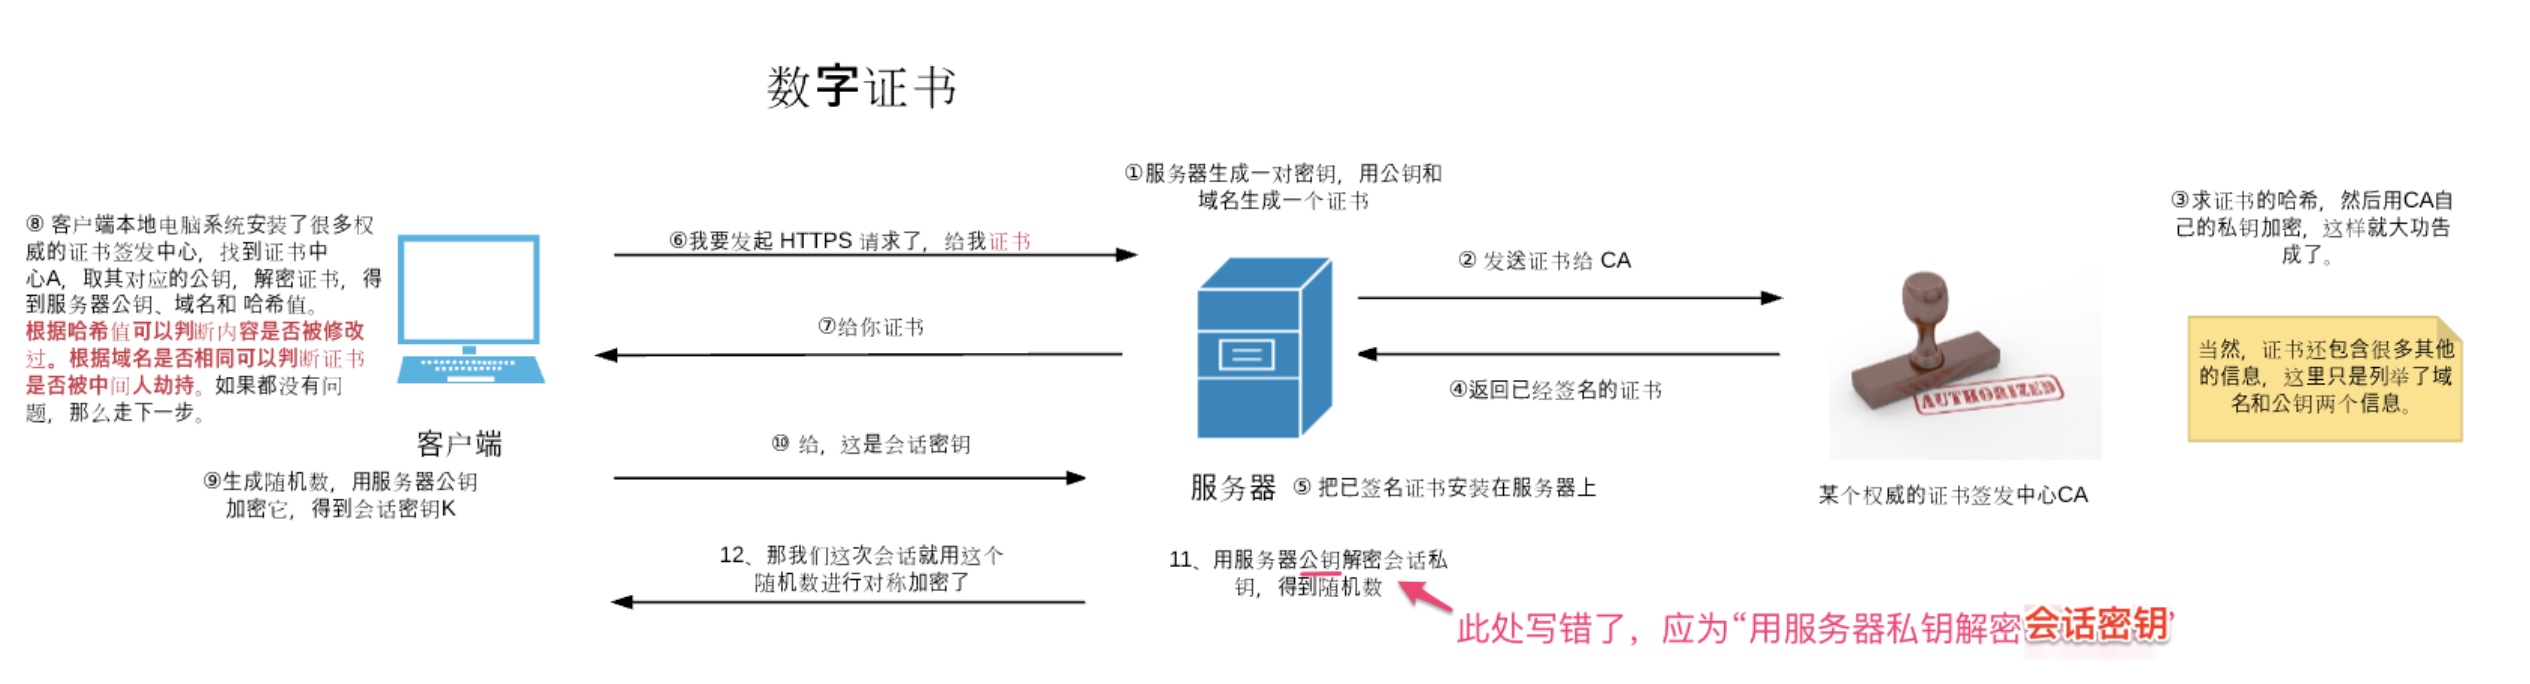 数字证书
①服务器生成一对密钥，用公钥和
域名生成一个证书
③求证书的哈希，然后用CA自
己的私钥加密，这样就大功告
成了。
⑧ 客户端本地电脑系统安装了很多权
威的证书签发中心，找到证书中
心A，取其对应的公钥，解密证书，得
到服务器公钥、域名和 哈希值。
根据哈希值可以判断内容是否被修改
过。根据域名是否相同可以判断证书
是否被中间人劫持。如果都没有问
题，那么走下一步。
⑥我要发起 HTTPS 请求了，给我证书
② 发送证书给 CA
⑦给你证书
④返回已经签名的证书
AUTHORIZED
当然，证书还包含很多其他
的信息，这里只是列举了域
名和公钥两个信息。
客户端
⑩ 给，这是会话密钥
⑨生成随机数，用服务器公钥
加密它，得到会话密钥K
服务器
⑤ 把已签名证书安装在服务器上
某个权威的证书签发中心CA
12、那我们这次会话就用这个
随机数进行对称加密了
11、用服务器公钥解密会话私
钥，得到随机数
此处写错了，应为“用服务器私钥解密会话密钥’